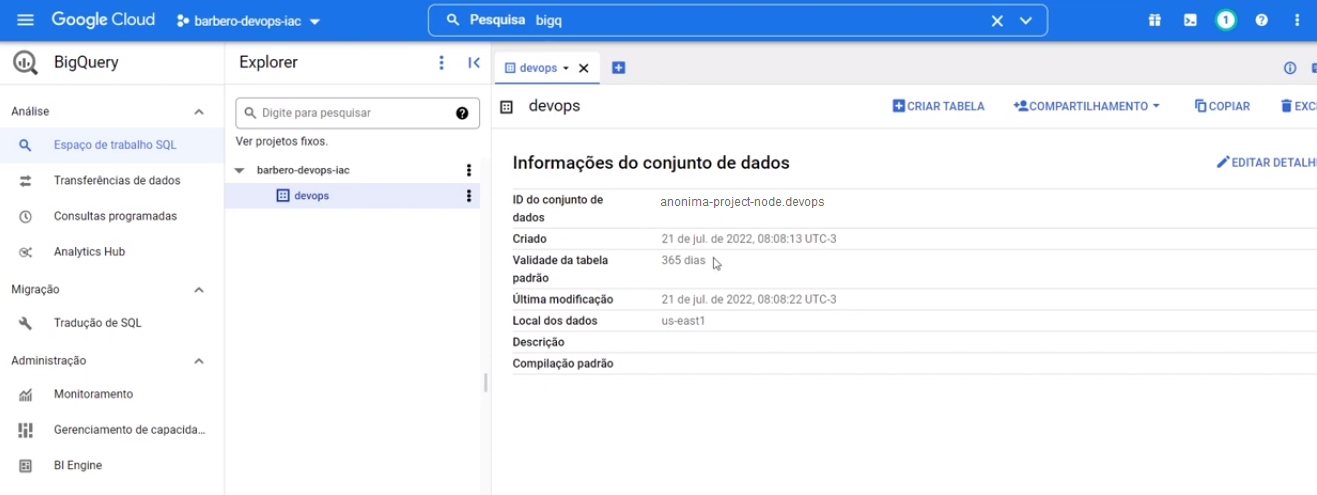 Google Cloud
barbero-devops-iac
Pesquisa bigq
1
BigQuery
Análise
Espaço de trabalho SQL
Transferências de dados
Consultas programadas
Analytics Hub
Migração
Tradução de SQL
Administração
Monitoramento
Gerenciamento de capacida...
BI Engine
Explorer
Digite para pesquisar
Ver projetos fixos.
barbero-devops-iac
devops
devops
devops
CRIAR TABELA
COMPARTILHAMENTO
COPIAR
EXC
Informações do conjunto de dados
EDITAR DETALH
ID do conjunto de
dados
anonima-project-node.devops
Criado
21 de jul. de 2022, 08:08:13 UTC-3
Validade da tabela
padrão
365 dias
Última modificação
21 de jul. de 2022, 08:08:22 UTC-3
Local dos dados
us-east1
Descrição
Compilação padrão